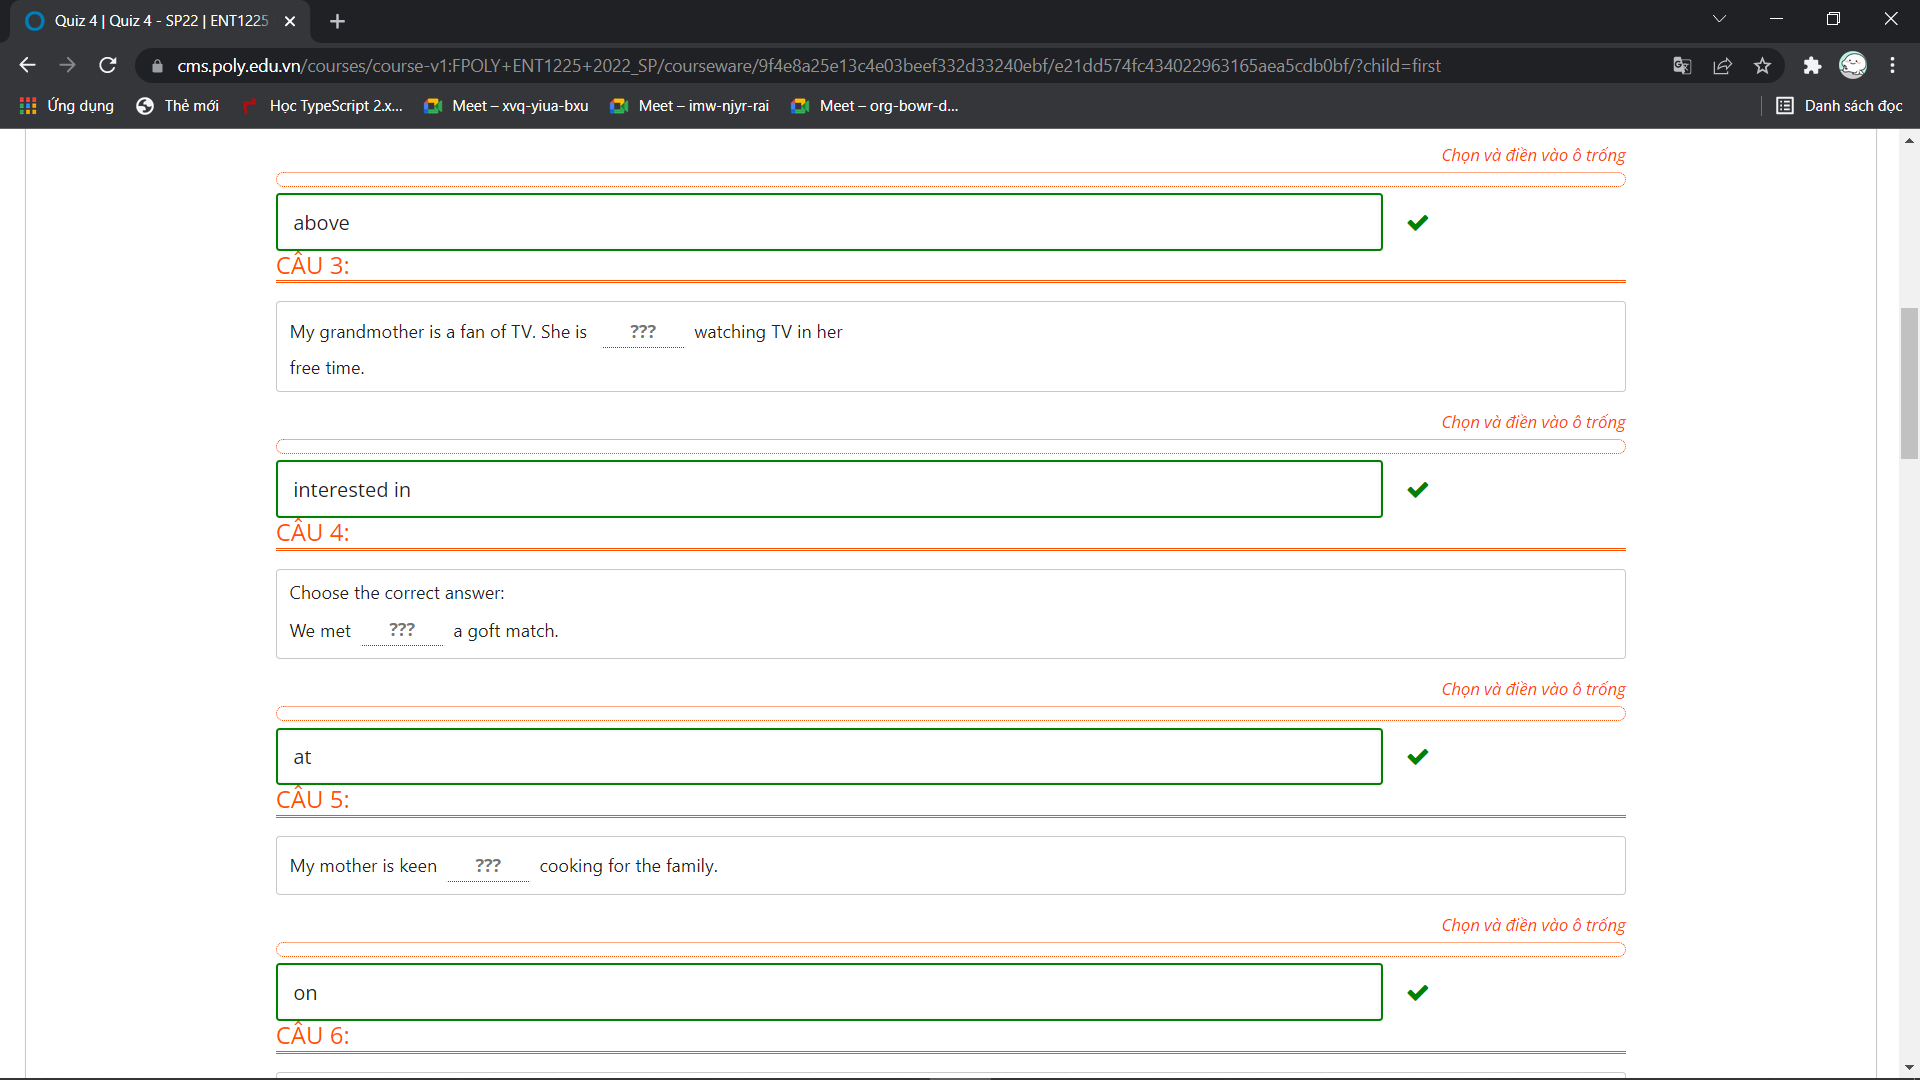 Quiz 4 | Quiz 4 - SP22 | ENT1225
cms.poly.edu.vn/courses/course-v1:FPOLY+ENT1225+2022_SP/courseware/9f4e8a25e13c4e03beef332d33240ebf/e21dd574fc434022963165aea5cdb0bf/?child=first
Ứng dụng Thẻ mới Học TypeScript 2.x... Meet – xvq-yiua-bxu Meet – imw-njyr-rai Meet – org-bowr-d... Danh sách đọc
Chọn và điền vào ô trống
above
CÂU 3:
My grandmother is a fan of TV. She is ??? watching TV in her
free time.
Chọn và điền vào ô trống
interested in
CÂU 4:
Choose the correct answer:
We met ??? a goft match.
Chọn và điền vào ô trống
at
CÂU 5:
My mother is keen ??? cooking for the family.
Chọn và điền vào ô trống
on
CÂU 6: